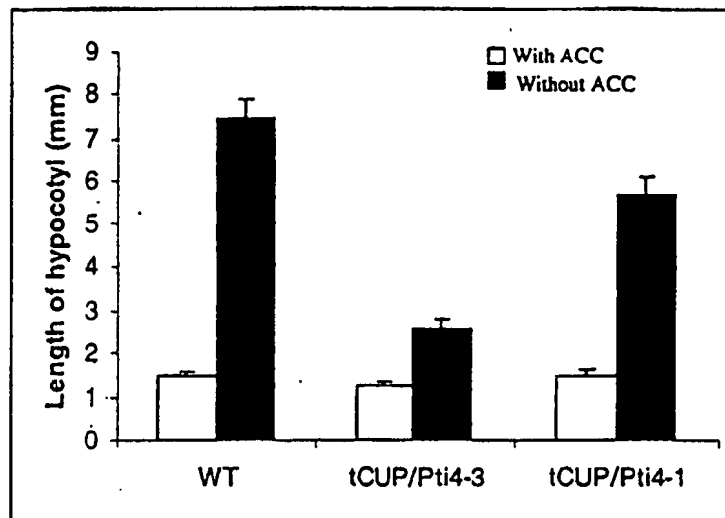 With ACC
Without ACC
Length of hypocotyl (mm)
9
8
7
6
5
4
3
2
1
0
WT
tCUP/Pti4-3
tCUP/Pti4-1